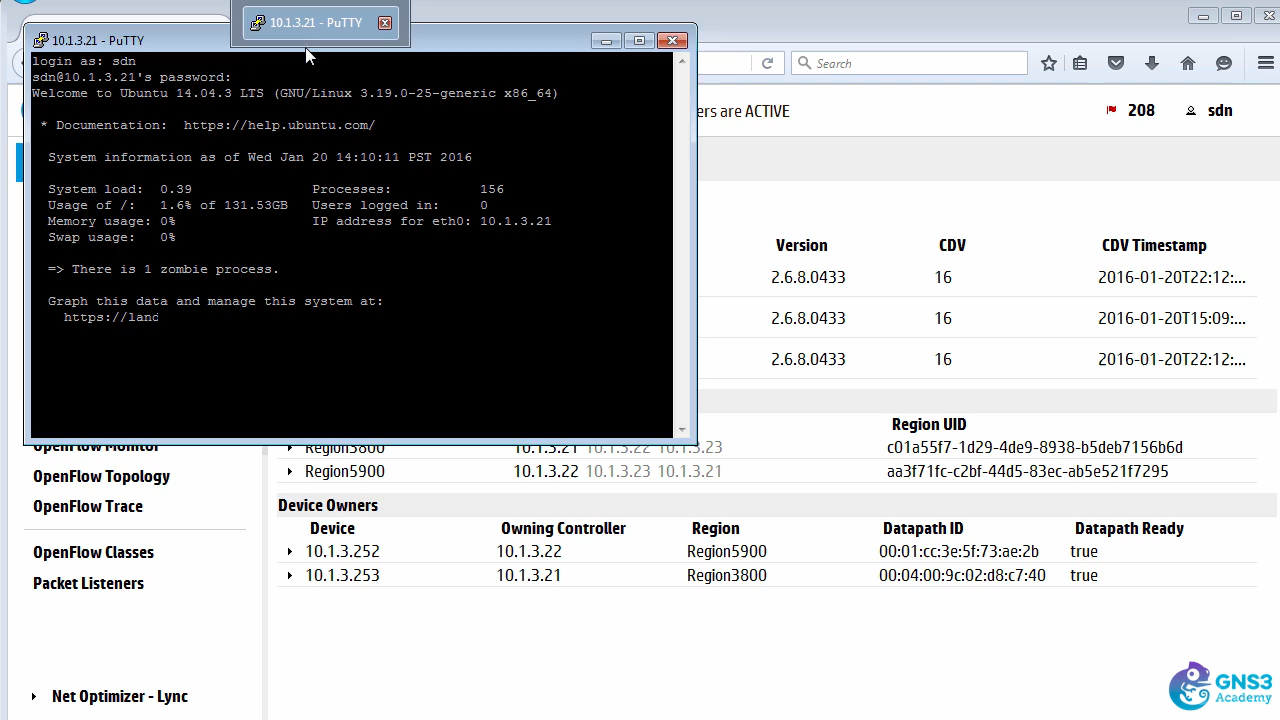 10.1.3.21 - PuTTY
10.1.3.21 - PuTTY
login as: sdn
sdn@10.1.3.21's password:
Welcome to Ubuntu 14.04.3 LTS (GNU/Linux 3.19.0-25-generic x86_64)
* Documentation: https://help.ubuntu.com/
System information as of Wed Jan 20 14:10:11 PST 2016
System load: 0.39 Processes: 156
Usage of /: 1.6% of 131.53GB Users logged in: 0
Memory usage: 0% IP address for eth0: 10.1.3.21
Swap usage: 0%
=> There is 1 zombie process.
Graph this data and manage this system at:
https://lanc
Search
ers are ACTIVE 208 sdn
Version CDV CDV Timestamp
2.6.8.0433 16 2016-01-20T22:12:...
2.6.8.0433 16 2016-01-20T15:09:...
2.6.8.0433 16 2016-01-20T22:12:...
Region UID
Region3800 10.1.3.21 10.1.3.22 10.1.3.23 c01a55f7-1d29-4de9-8938-b5deb7156b6d
Region5900 10.1.3.22 10.1.3.23 10.1.3.21 aa3f71fc-c2bf-44d5-83ec-ab5e521f7295
Device Owners
Device Owning Controller Region Datapath ID Datapath Ready
10.1.3.252 10.1.3.22 Region5900 00:01:cc:3e:5f:73:ae:2b true
10.1.3.253 10.1.3.21 Region3800 00:04:00:9c:02:d8:c7:40 true
OpenFlow Monitor
OpenFlow Topology
OpenFlow Trace
OpenFlow Classes
Packet Listeners
Net Optimizer - Lync
GNS3
Academy